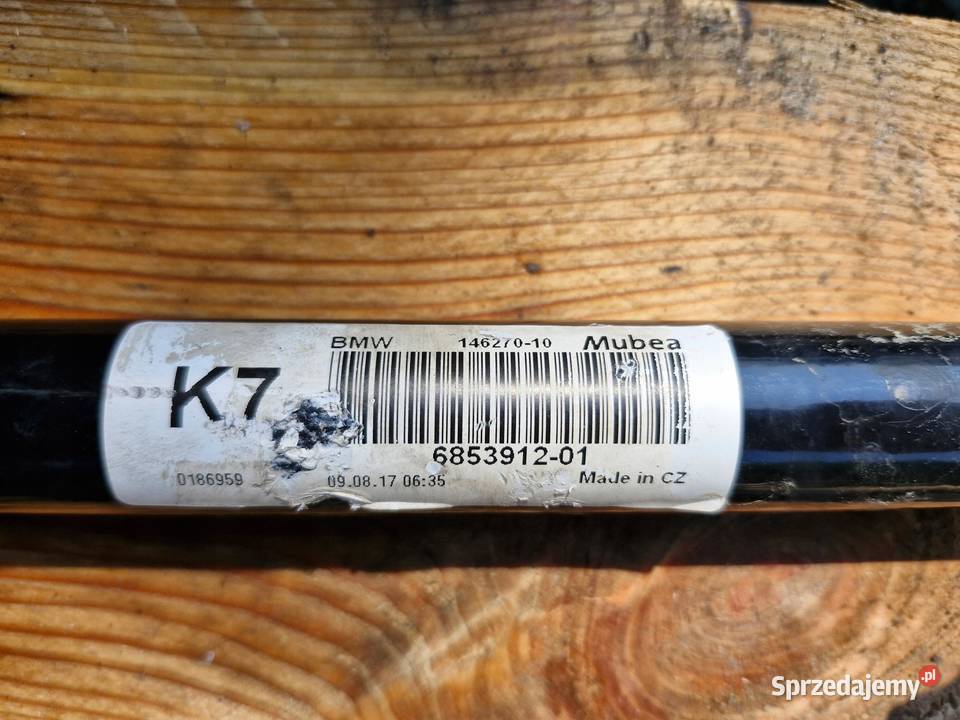 BMW 146270-10 Mubea
K7
6853912-01
0186959 09.08.17 06:35 Made in CZ
Sprzedajemy.pl